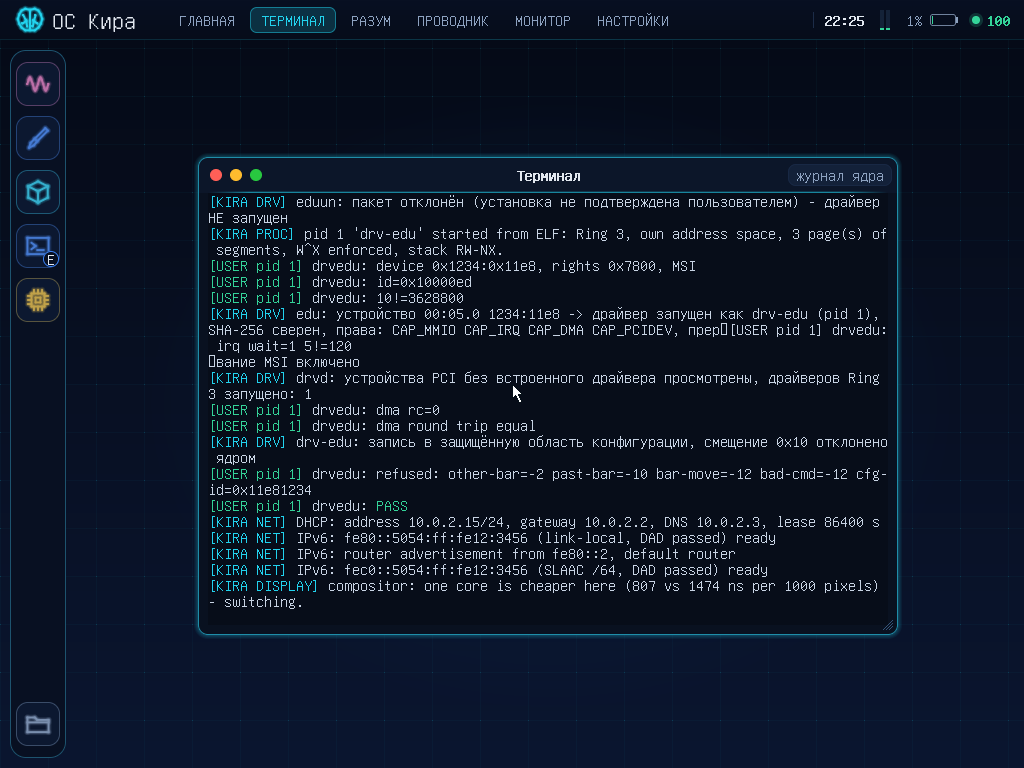 ОС Кира
ГЛАВНАЯ
ТЕРМИНАЛ
РАЗУМ
ПРОВОДНИК
МОНИТОР
НАСТРОЙКИ
22:25
1%
100
E
Терминал
журнал ядра
[KIRA DRV] eduun: пакет отклонён (установка не подтверждена пользователем) - драйвер
НЕ запущен
[KIRA PROC] pid 1 'drv-edu' started from ELF: Ring 3, own address space, 3 page(s) of
segments, W^X enforced, stack RW-NX.
[USER pid 1] drvedu: device 0x1234:0x11e8, rights 0x7800, MSI
[USER pid 1] drvedu: id=0x10000ed
[USER pid 1] drvedu: 10!=3628800
[KIRA DRV] edu: устройство 00:05.0 1234:11e8 -> драйвер запущен как drv-edu (pid 1),
SHA-256 сверен, права: CAP_MMIO CAP_IRQ CAP_DMA CAP_PCIDEV, прер▯[USER pid 1] drvedu:
irq wait=1 5!=120
▯вание MSI включено
[KIRA DRV] drvd: устройства PCI без встроенного драйвера просмотрены, драйверов Ring
3 запущено: 1
[USER pid 1] drvedu: dma rc=0
[USER pid 1] drvedu: dma round trip equal
[KIRA DRV] drv-edu: запись в защищённую область конфигурации, смещение 0x10 отклонено
ядром
[USER pid 1] drvedu: refused: other-bar=-2 past-bar=-10 bar-move=-12 bad-cmd=-12 cfg-
id=0x11e81234
[USER pid 1] drvedu: PASS
[KIRA NET] DHCP: address 10.0.2.15/24, gateway 10.0.2.2, DNS 10.0.2.3, lease 86400 s
[KIRA NET] IPv6: fe80::5054:ff:fe12:3456 (link-local, DAD passed) ready
[KIRA NET] IPv6: router advertisement from fe80::2, default router
[KIRA NET] IPv6: fec0::5054:ff:fe12:3456 (SLAAC /64, DAD passed) ready
[KIRA DISPLAY] compositor: one core is cheaper here (807 vs 1474 ns per 1000 pixels)
- switching.